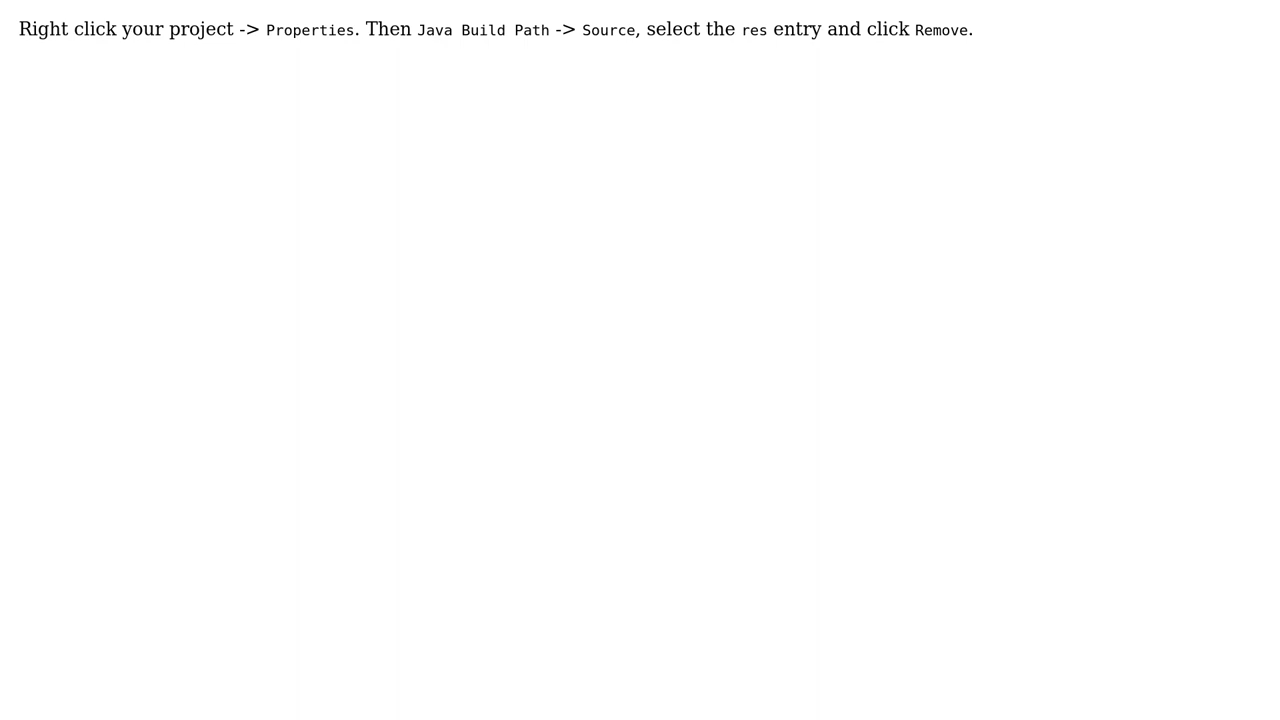 Right click your project -> Properties. Then Java Build Path -> Source, select the res entry and click Remove.